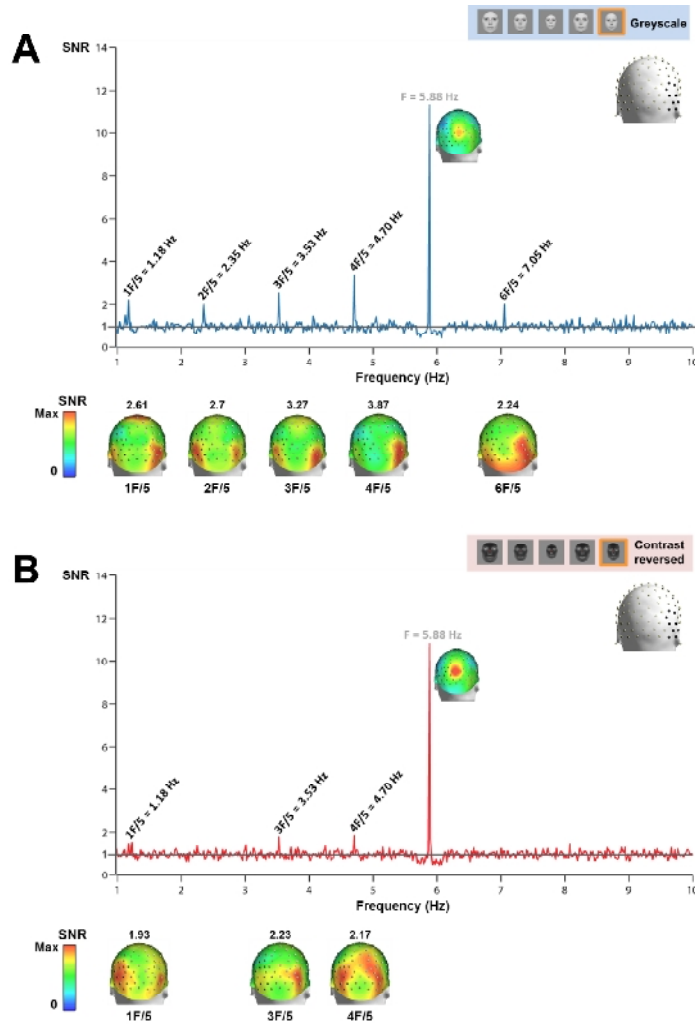 Greyscale
A
SNR
14
12
10
8
6
4
2
1
0
F = 5.88 Hz
1F/5 = 1.18 Hz
2F/5 = 2.35 Hz
3F/5 = 3.53 Hz
4F/5 = 4.70 Hz
6F/5 = 7.05 Hz
1 2 3 4 5 6 7 8 9 10
Frequency (Hz)
SNR
Max
0
2.61 2.7 3.27 3.87 2.24
1F/5 2F/5 3F/5 4F/5 6F/5
Contrast
reversed
B
SNR
14
12
10
8
6
4
2
1
0
F = 5.88 Hz
1F/5 = 1.18 Hz
3F/5 = 3.53 Hz
4F/5 = 4.70 Hz
1 2 3 4 5 6 7 8 9 10
Frequency (Hz)
SNR
Max
0
1.93 2.23 2.17
1F/5 3F/5 4F/5